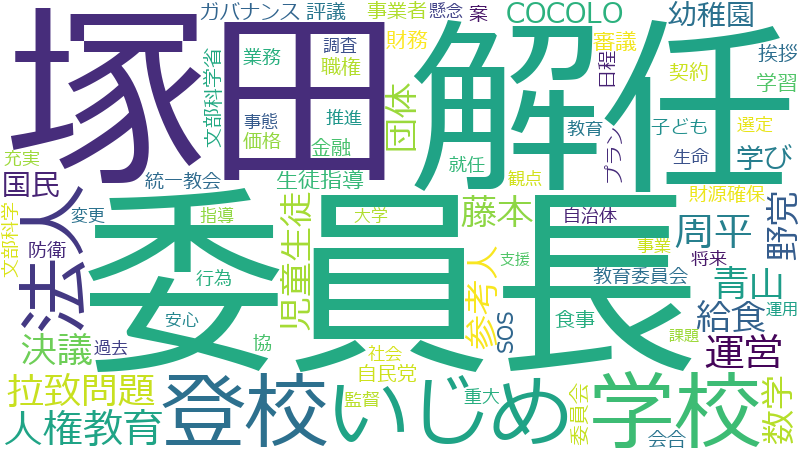 ガバナンス
評議
事業者
懸念
案
COCOLO
幼稚園
塚田
解任
文部科学省
業務
調査
職権
財務
審議
日程
契約
挨拶
学習
事態
価格
推進
金融
団体
教育
プラン
子ども
選定
充実
国民
統一教会
生徒指導
就任
観点
生命
学び
財源確保
文部科学
変更
法人
指導
委員長
児童生徒
大学
藤本
自治体
周平
野党
防衛
行為
参考人
支援
事業
教育委員会
将来
青山
安心
協
SOS
食事
給食
運用
決議
過去
社会
課題
運営
拉致問題
自民党
監督
重大
委員会
人権教育
登校
いじめ
学校
会合
数字